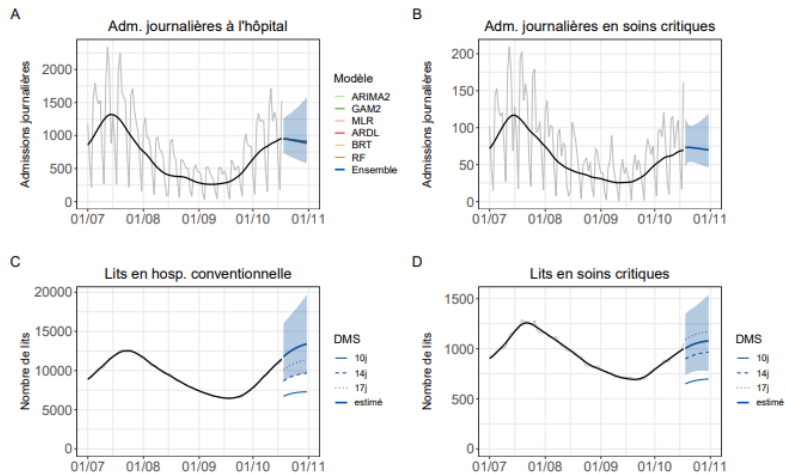 A
Adm. journalières à l'hôpital
Admissions journalières
2000
1500
1000
500
0
01/07
01/08
01/09
01/10
01/11
Modèle
ARIMA2
GAM2
MLR
ARDL
BRT
RF
Ensemble
B
Adm. journalières en soins critiques
Admissions journalières
200
150
100
50
0
01/07
01/08
01/09
01/10
01/11
C
Lits en hosp. conventionnelle
Nombre de lits
20000
15000
10000
5000
0
01/07
01/08
01/09
01/10
01/11
DMS
10j
14j
17j
estimé
D
Lits en soins critiques
Nombre de lits
1500
1000
500
0
01/07
01/08
01/09
01/10
01/11
DMS
10j
14j
17j
estimé